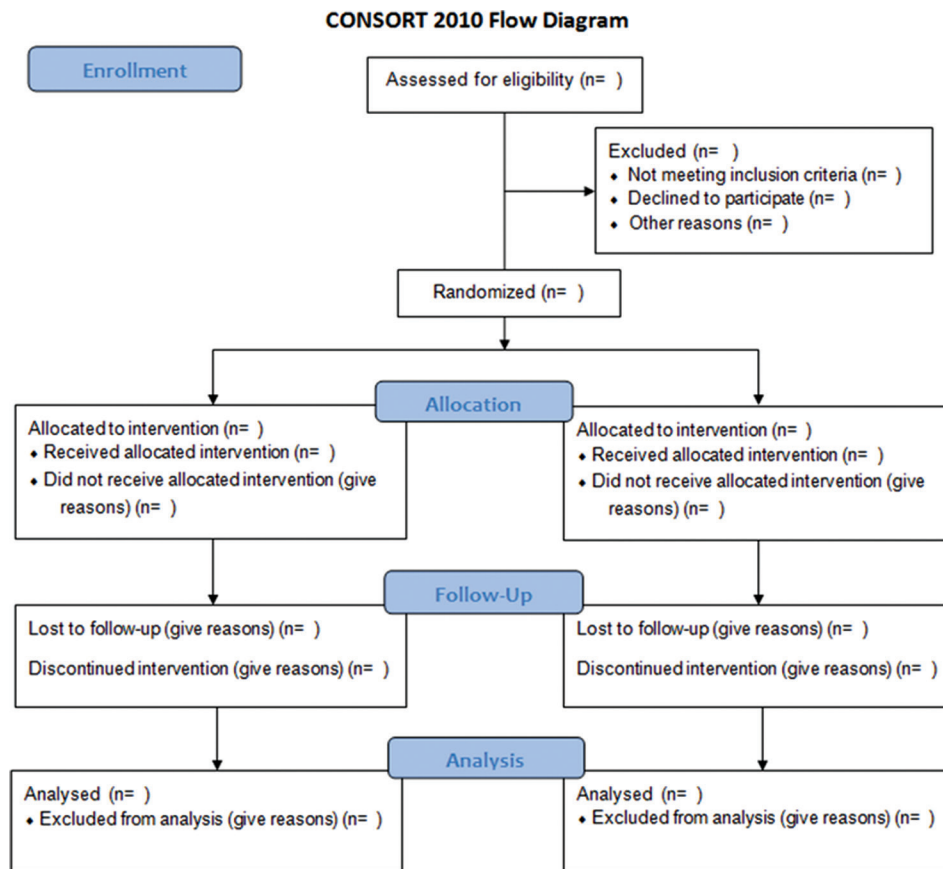 CONSORT 2010 Flow Diagram
Enrollment
Assessed for eligibility (n= )
Excluded (n= )
⬥ Not meeting inclusion criteria (n= )
⬥ Declined to participate (n= )
⬥ Other reasons (n= )
Randomized (n= )
Allocation
Allocated to intervention (n= )
⬥ Received allocated intervention (n= )
⬥ Did not receive allocated intervention (give
reasons) (n= )
Allocated to intervention (n= )
⬥ Received allocated intervention (n= )
⬥ Did not receive allocated intervention (give
reasons) (n= )
Follow-Up
Lost to follow-up (give reasons) (n= )
Discontinued intervention (give reasons) (n= )
Lost to follow-up (give reasons) (n= )
Discontinued intervention (give reasons) (n= )
Analysis
Analysed (n= )
⬥ Excluded from analysis (give reasons) (n= )
Analysed (n= )
⬥ Excluded from analysis (give reasons) (n= )